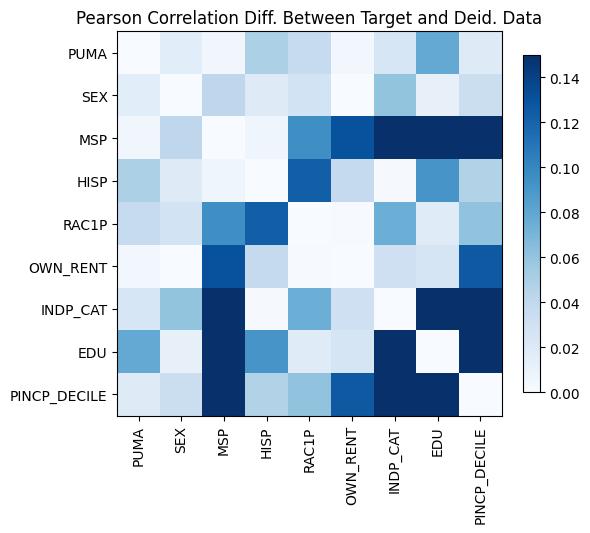 Pearson Correlation Diff. Between Target and Deid. Data
PUMA
SEX
MSP
HISP
RAC1P
OWN_RENT
INDP_CAT
EDU
PINCP_DECILE
PUMA
SEX
MSP
HISP
RAC1P
OWN_RENT
INDP_CAT
EDU
PINCP_DECILE
0.14
0.12
0.10
0.08
0.06
0.04
0.02
0.00